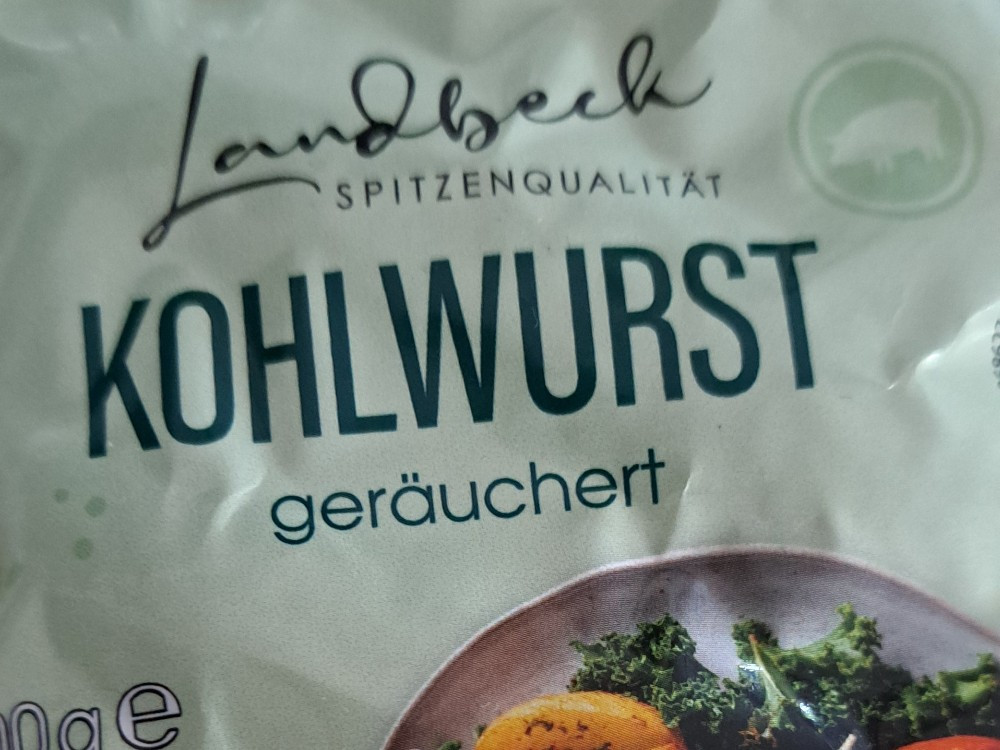 Landbeck
SPITZENQUALITÄT
KOHLWURST
geräuchert